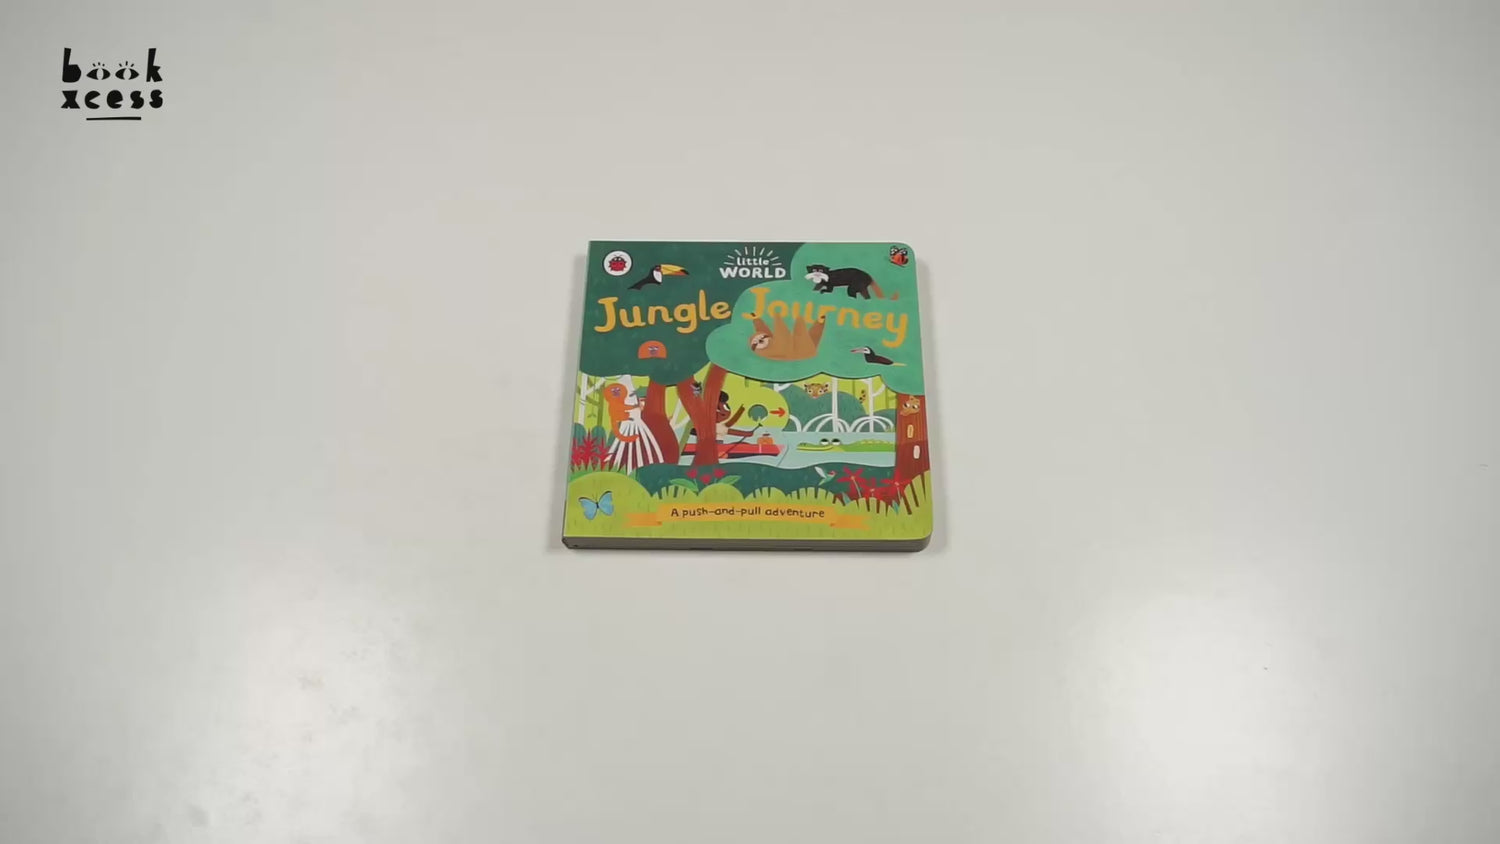 book
xcess
little
WORLD
Jungle Journey
A push-and-pull adventure